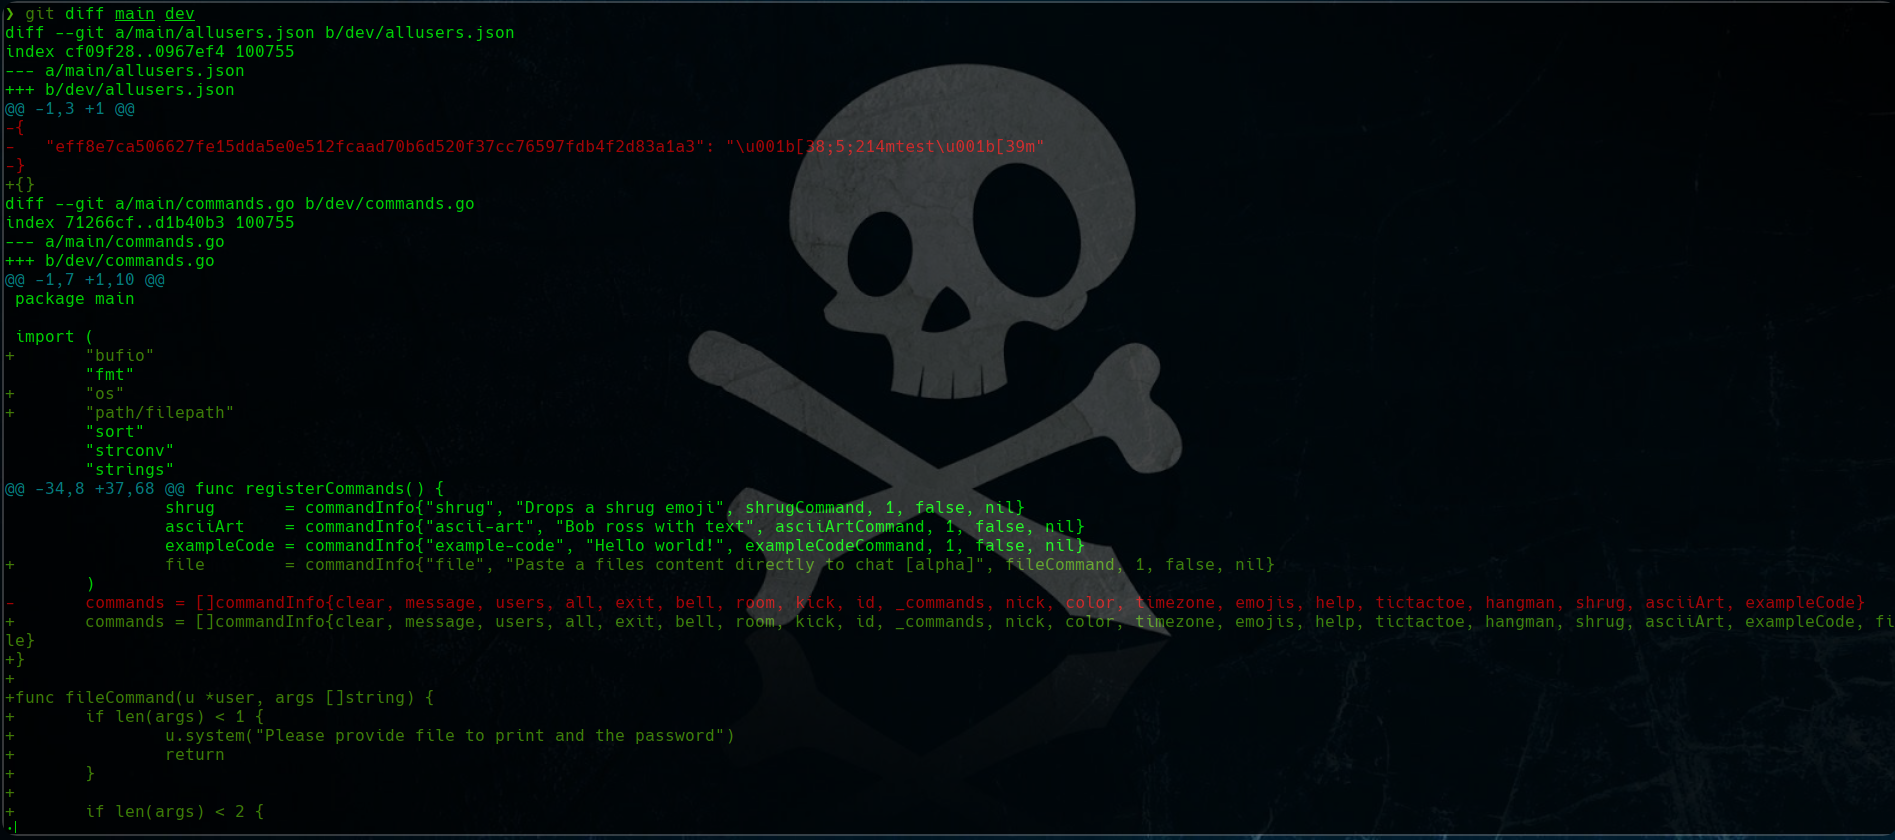 ❯ git diff main dev
diff --git a/main/allusers.json b/dev/allusers.json
index cf09f28..0967ef4 100755
--- a/main/allusers.json
+++ b/dev/allusers.json
@@ -1,3 +1 @@
-{
-   "eff8e7ca506627fe15dda5e0e512fcaad70b6d520f37cc76597fdb4f2d83a1a3": "\u001b[38;5;214mtest\u001b[39m"
-}
+{}
diff --git a/main/commands.go b/dev/commands.go
index 71266cf..d1b40b3 100755
--- a/main/commands.go
+++ b/dev/commands.go
@@ -1,7 +1,10 @@
 package main

 import (
+       "bufio"
        "fmt"
+       "os"
+       "path/filepath"
        "sort"
        "strconv"
        "strings"
@@ -34,8 +37,68 @@ func registerCommands() {
                shrug       = commandInfo{"shrug", "Drops a shrug emoji", shrugCommand, 1, false, nil}
                asciiArt    = commandInfo{"ascii-art", "Bob ross with text", asciiArtCommand, 1, false, nil}
                exampleCode = commandInfo{"example-code", "Hello world!", exampleCodeCommand, 1, false, nil}
+               file        = commandInfo{"file", "Paste a files content directly to chat [alpha]", fileCommand, 1, false, nil}
        )
-       commands = []commandInfo{clear, message, users, all, exit, bell, room, kick, id, _commands, nick, color, timezone, emojis, help, tictactoe, hangman, shrug, asciiArt, exampleCode}
+       commands = []commandInfo{clear, message, users, all, exit, bell, room, kick, id, _commands, nick, color, timezone, emojis, help, tictactoe, hangman, shrug, asciiArt, exampleCode, fi
le}
+}
+
+func fileCommand(u *user, args []string) {
+       if len(args) < 1 {
+               u.system("Please provide file to print and the password")
+               return
+       }
+
+       if len(args) < 2 {
: